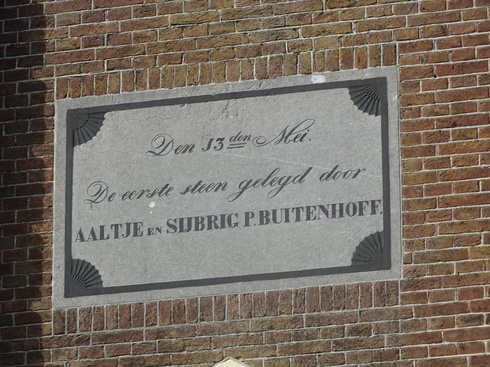 Den 13den Mei.
De eerste steen gelegd door
AALTJE EN SIJBRIG P. BUITENHOFF.